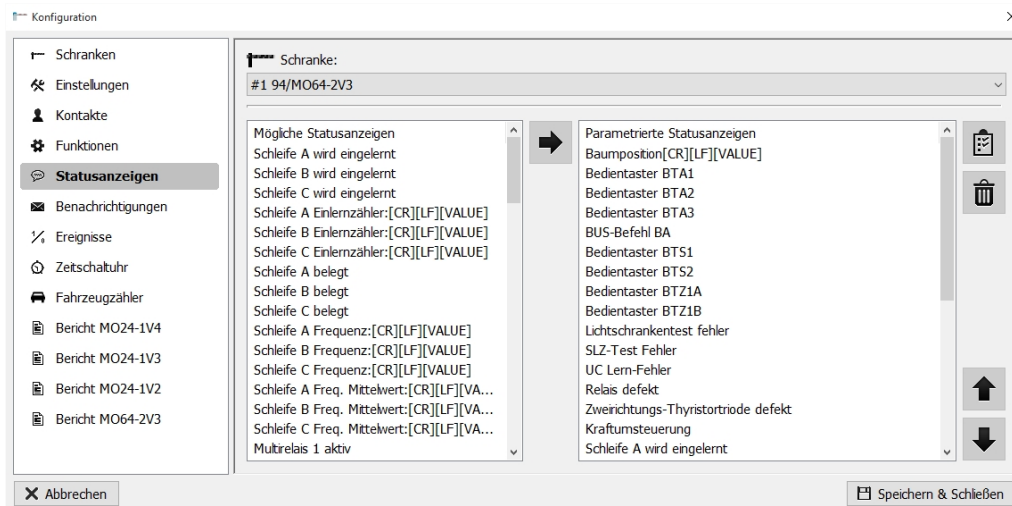 Konfiguration
Schranken
Einstellungen
Kontakte
Funktionen
Statusanzeigen
Benachrichtigungen
Ereignisse
Zeitschaltuhr
Fahrzeugzähler
Bericht MO24-1V4
Bericht MO24-1V3
Bericht MO24-1V2
Bericht MO64-2V3
Schranke:
#1 94/MO64-2V3
Mögliche Statusanzeigen
Schleife A wird eingelernt
Schleife B wird eingelernt
Schleife C wird eingelernt
Schleife A Einlernzähler:[CR][LF][VALUE]
Schleife B Einlernzähler:[CR][LF][VALUE]
Schleife C Einlernzähler:[CR][LF][VALUE]
Schleife A belegt
Schleife B belegt
Schleife C belegt
Schleife A Frequenz:[CR][LF][VALUE]
Schleife B Frequenz:[CR][LF][VALUE]
Schleife C Frequenz:[CR][LF][VALUE]
Schleife A Freq. Mittelwert:[CR][LF][VA...
Schleife B Freq. Mittelwert:[CR][LF][VA...
Schleife C Freq. Mittelwert:[CR][LF][VA...
Multirelais 1 aktiv
Parametrierte Statusanzeigen
Baumposition[CR][LF][VALUE]
Bedientaster BTA1
Bedientaster BTA2
Bedientaster BTA3
BUS-Befehl BA
Bedientaster BTS1
Bedientaster BTS2
Bedientaster BTZ1A
Bedientaster BTZ1B
Lichtschrankentest fehler
SLZ-Test Fehler
UC Lern-Fehler
Relais defekt
Zweirichtungs-Thyristortriode defekt
Kraftumsteuerung
Schleife A wird eingelernt
Abbrechen
Speichern & Schließen